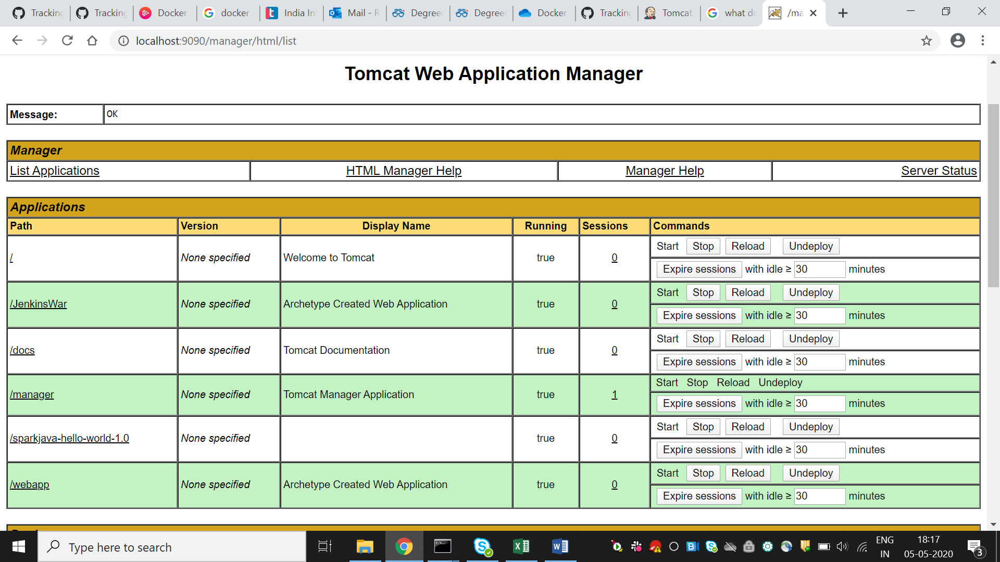 Tracking
Tracking
Docker
docker
India In
Mail - R
Degree
Degree
Docker
Tracking
Tomcat
what do
/ma
localhost:9090/manager/html/list
Tomcat Web Application Manager
Message: OK
Manager
List Applications HTML Manager Help Manager Help Server Status
Applications
Path Version Display Name Running Sessions Commands
/ None specified Welcome to Tomcat true 0 Start Stop Reload Undeploy
Expire sessions with idle ≥ 30 minutes
/JenkinsWar None specified Archetype Created Web Application true 0 Start Stop Reload Undeploy
Expire sessions with idle ≥ 30 minutes
/docs None specified Tomcat Documentation true 0 Start Stop Reload Undeploy
Expire sessions with idle ≥ 30 minutes
/manager None specified Tomcat Manager Application true 1 Start Stop Reload Undeploy
Expire sessions with idle ≥ 30 minutes
/sparkjava-hello-world-1.0 None specified true 0 Start Stop Reload Undeploy
Expire sessions with idle ≥ 30 minutes
/webapp None specified Archetype Created Web Application true 0 Start Stop Reload Undeploy
Expire sessions with idle ≥ 30 minutes
Type here to search
ENG
IN
18:17
05-05-2020
3